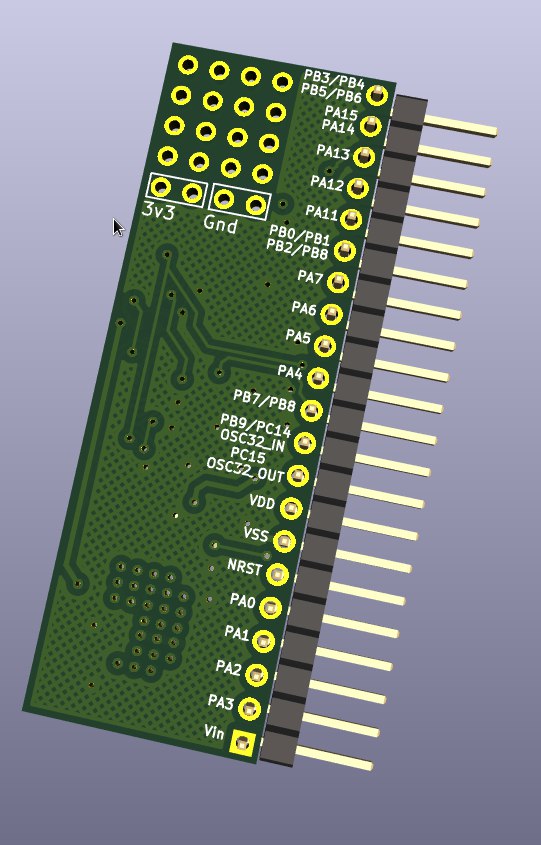 PB3/PB4
PB5/PB6
PA15
PA14
PA13
PA12
PA11
3v3
Gnd
PB0/PB1
PB2/PB8
PA7
PA6
PA5
PA4
PB7/PB8
PB9/PC14
OSC32_IN
PC15
OSC32_OUT
VDD
VSS
NRST
PA0
PA1
PA2
PA3
Vin